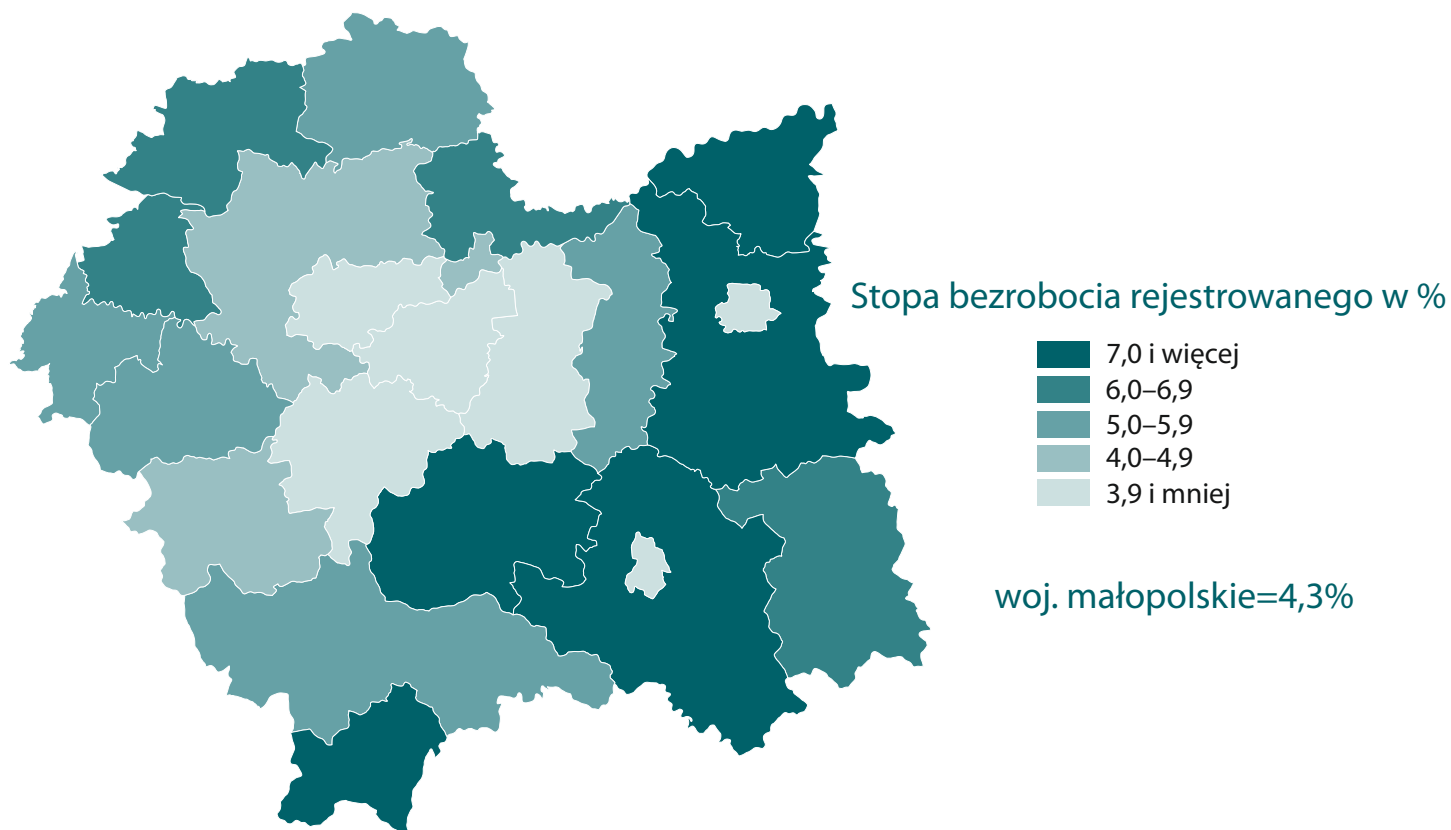 Stopa bezrobocia rejestrowanego w %
7,0 i więcej
6,0–6,9
5,0–5,9
4,0–4,9
3,9 i mniej
woj. małopolskie=4,3%